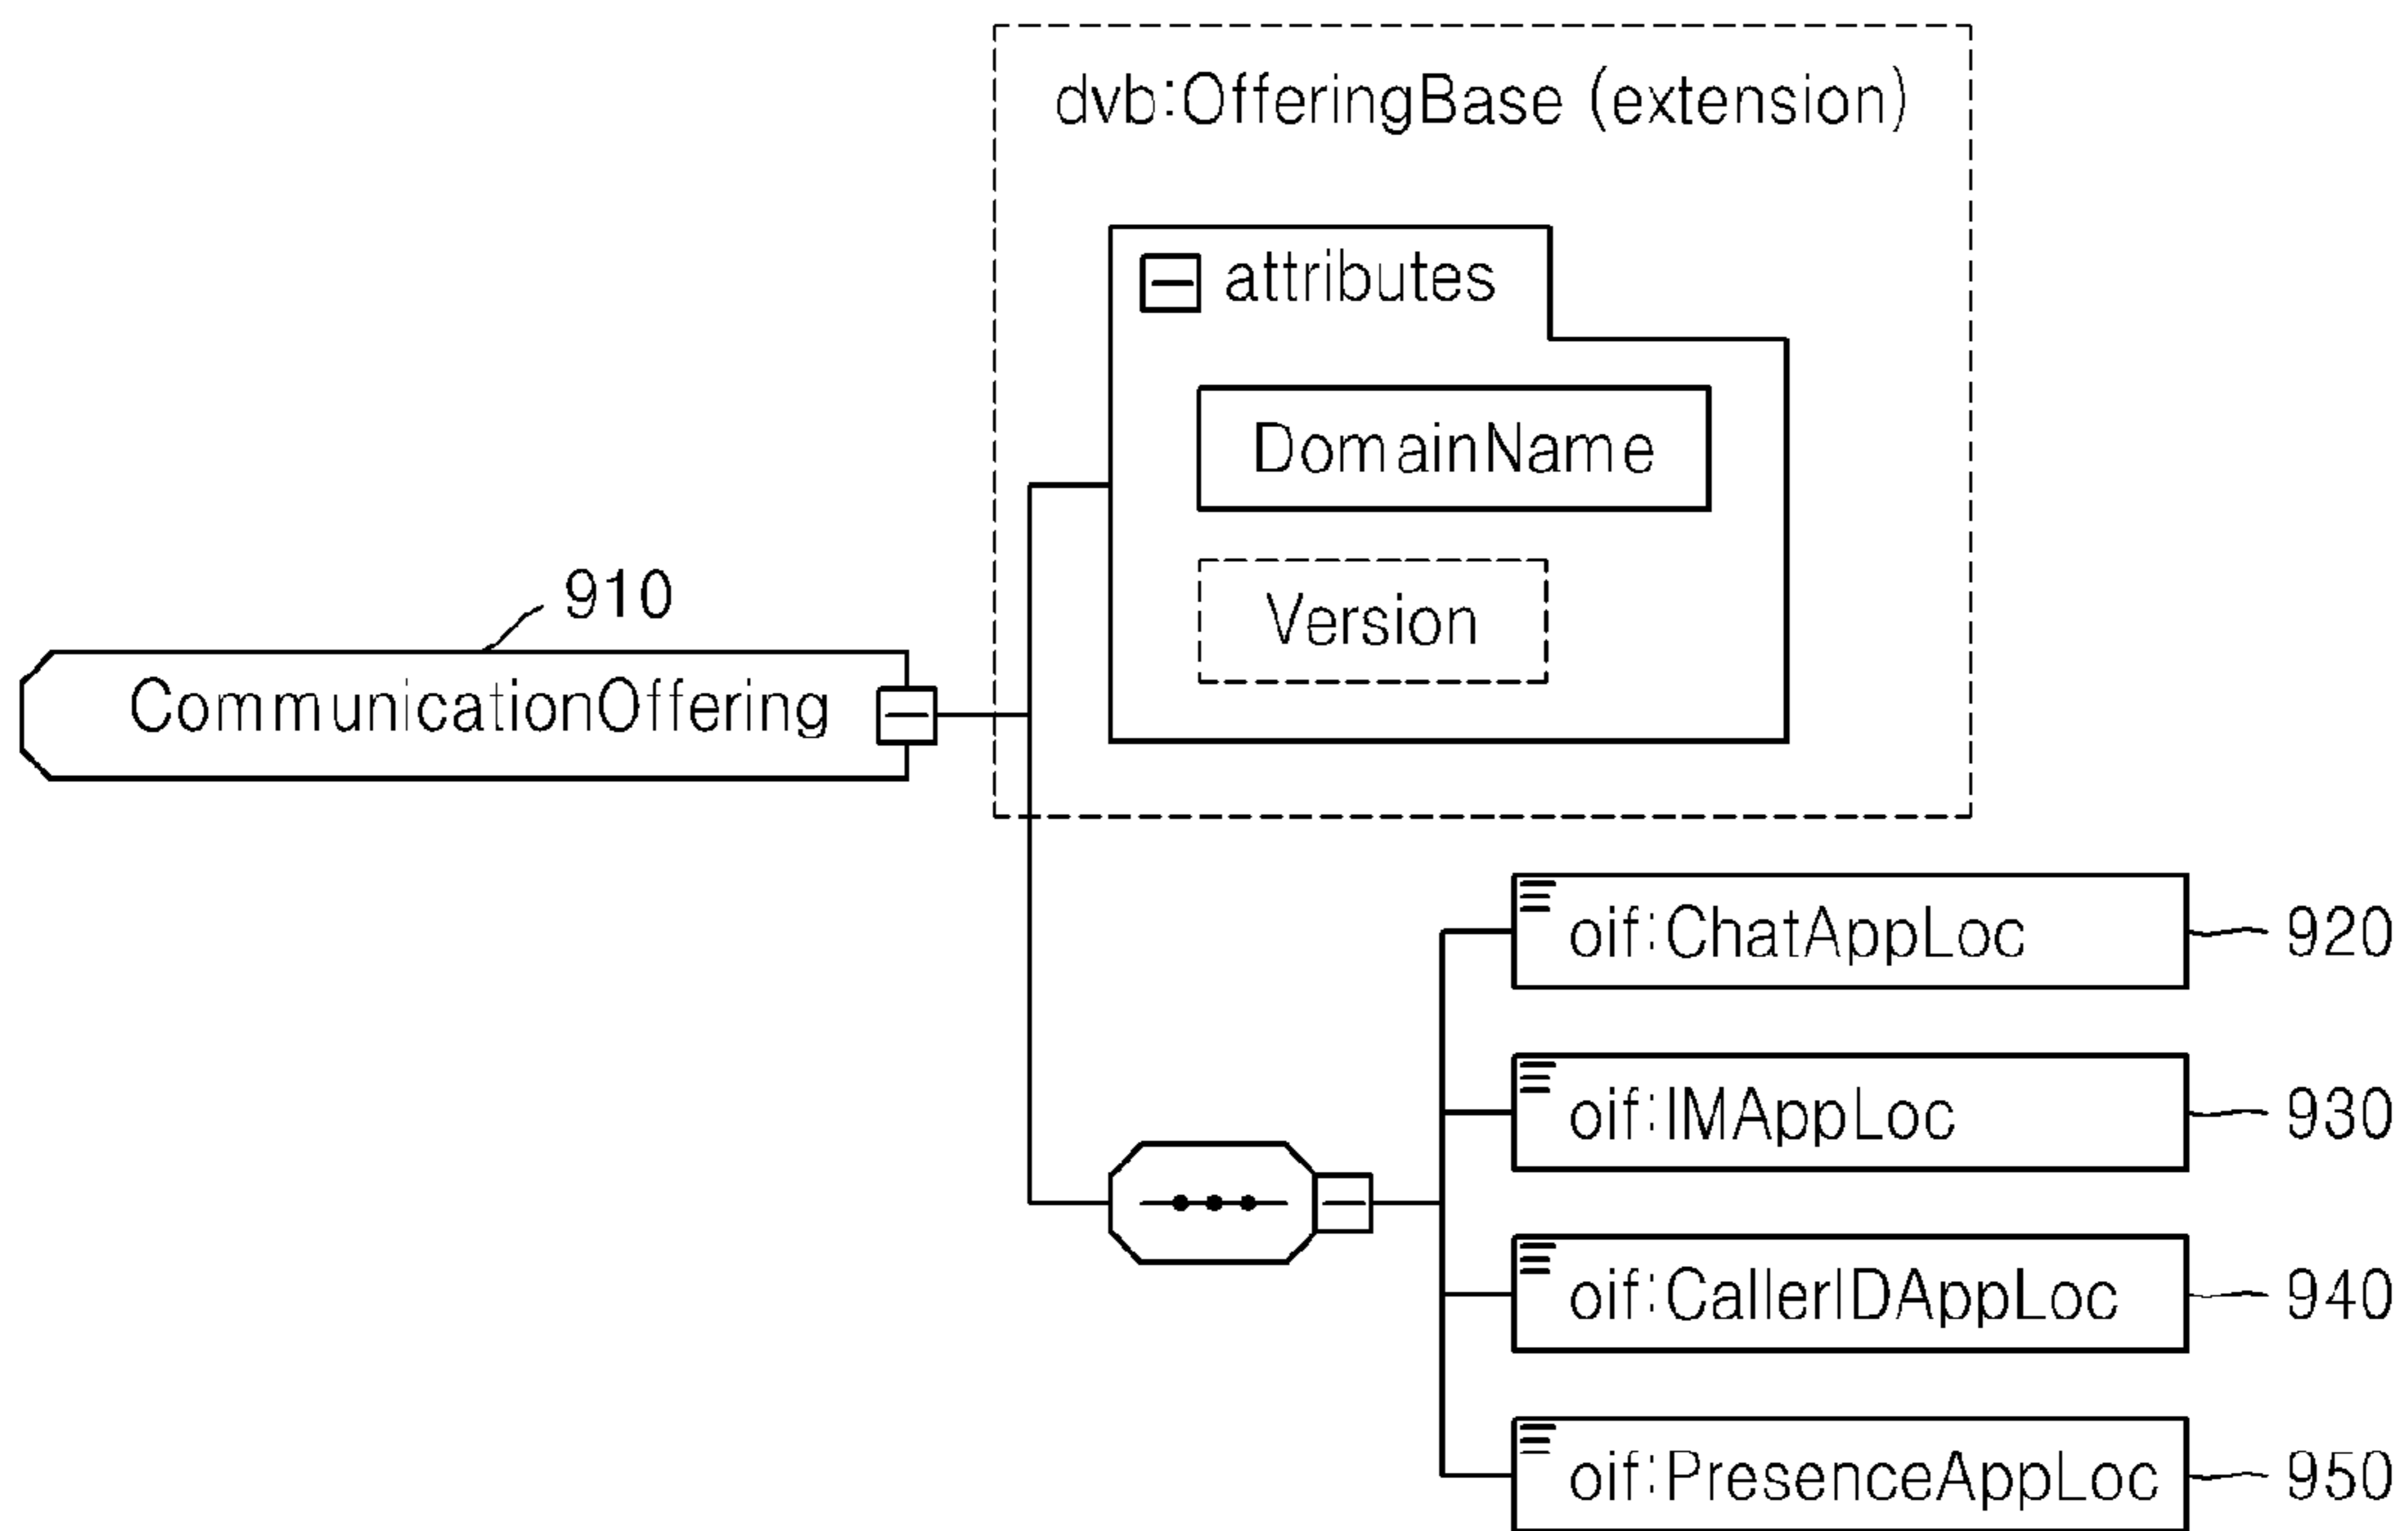 dvb:OfferingBase (extension)
attributes
DomainName
Version
910
CommunicationOffering
oif:ChatAppLoc 920
oif:IMAppLoc 930
oif:CallerIDAppLoc 940
oif:PresenceAppLoc 950